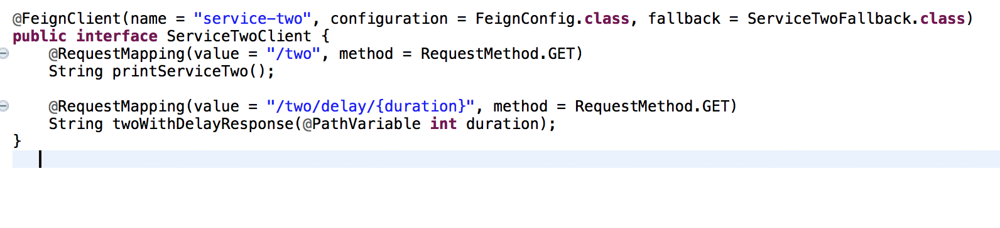 @FeignClient(name = "service-two", configuration = FeignConfig.class, fallback = ServiceTwoFallback.class)
public interface ServiceTwoClient {
    @RequestMapping(value = "/two", method = RequestMethod.GET)
    String printServiceTwo();

    @RequestMapping(value = "/two/delay/{duration}", method = RequestMethod.GET)
    String twoWithDelayResponse(@PathVariable int duration);
}